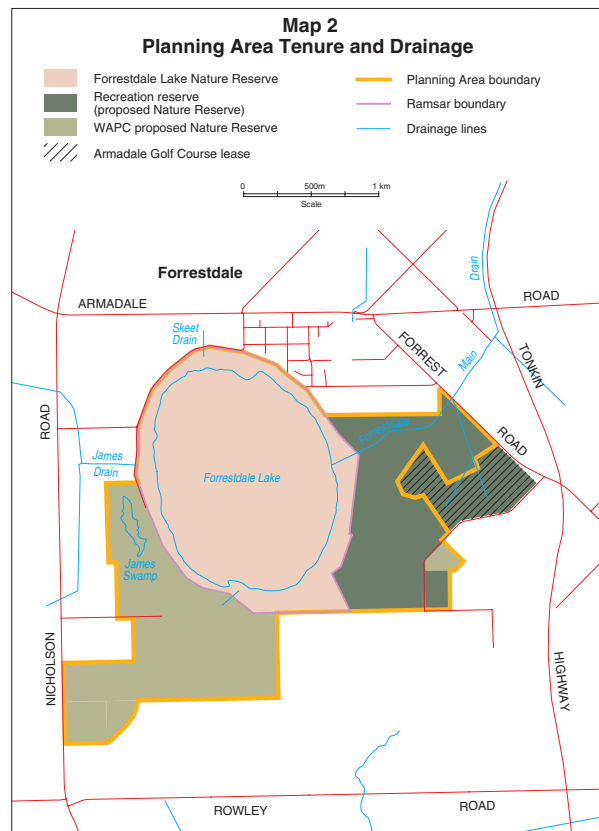 Map 2
Planning Area Tenure and Drainage
Forrestdale Lake Nature Reserve
Recreation reserve
(proposed Nature Reserve)
WAPC proposed Nature Reserve
Armadale Golf Course lease
Planning Area boundary
Ramsar boundary
Drainage lines
0 500m 1 km
Scale
Forrestdale
ARMADALE
ROAD
Skeet
Drain
Drain
Main
Forrestdale
FORREST
ROAD
TONKIN
HIGHWAY
ROAD
NICHOLSON
James
Drain
Forrestdale Lake
James
Swamp
ROWLEY
ROAD